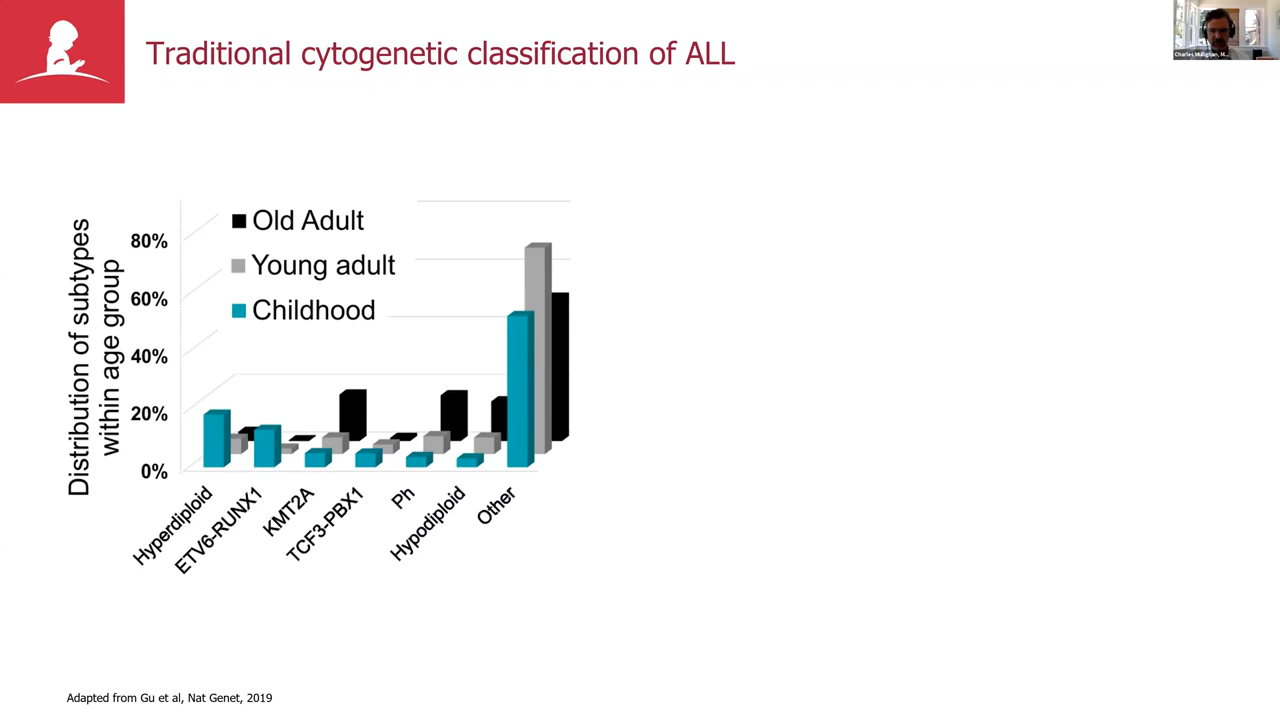 Traditional cytogenetic classification of ALL
Charles Mullighan, M...
Distribution of subtypes
within age group
Old Adult
Young adult
Childhood
80%
60%
40%
20%
0%
Hyperdiploid
ETV6-RUNX1
KMT2A
TCF3-PBX1
Ph
Hypodiploid
Other
Adapted from Gu et al, Nat Genet, 2019